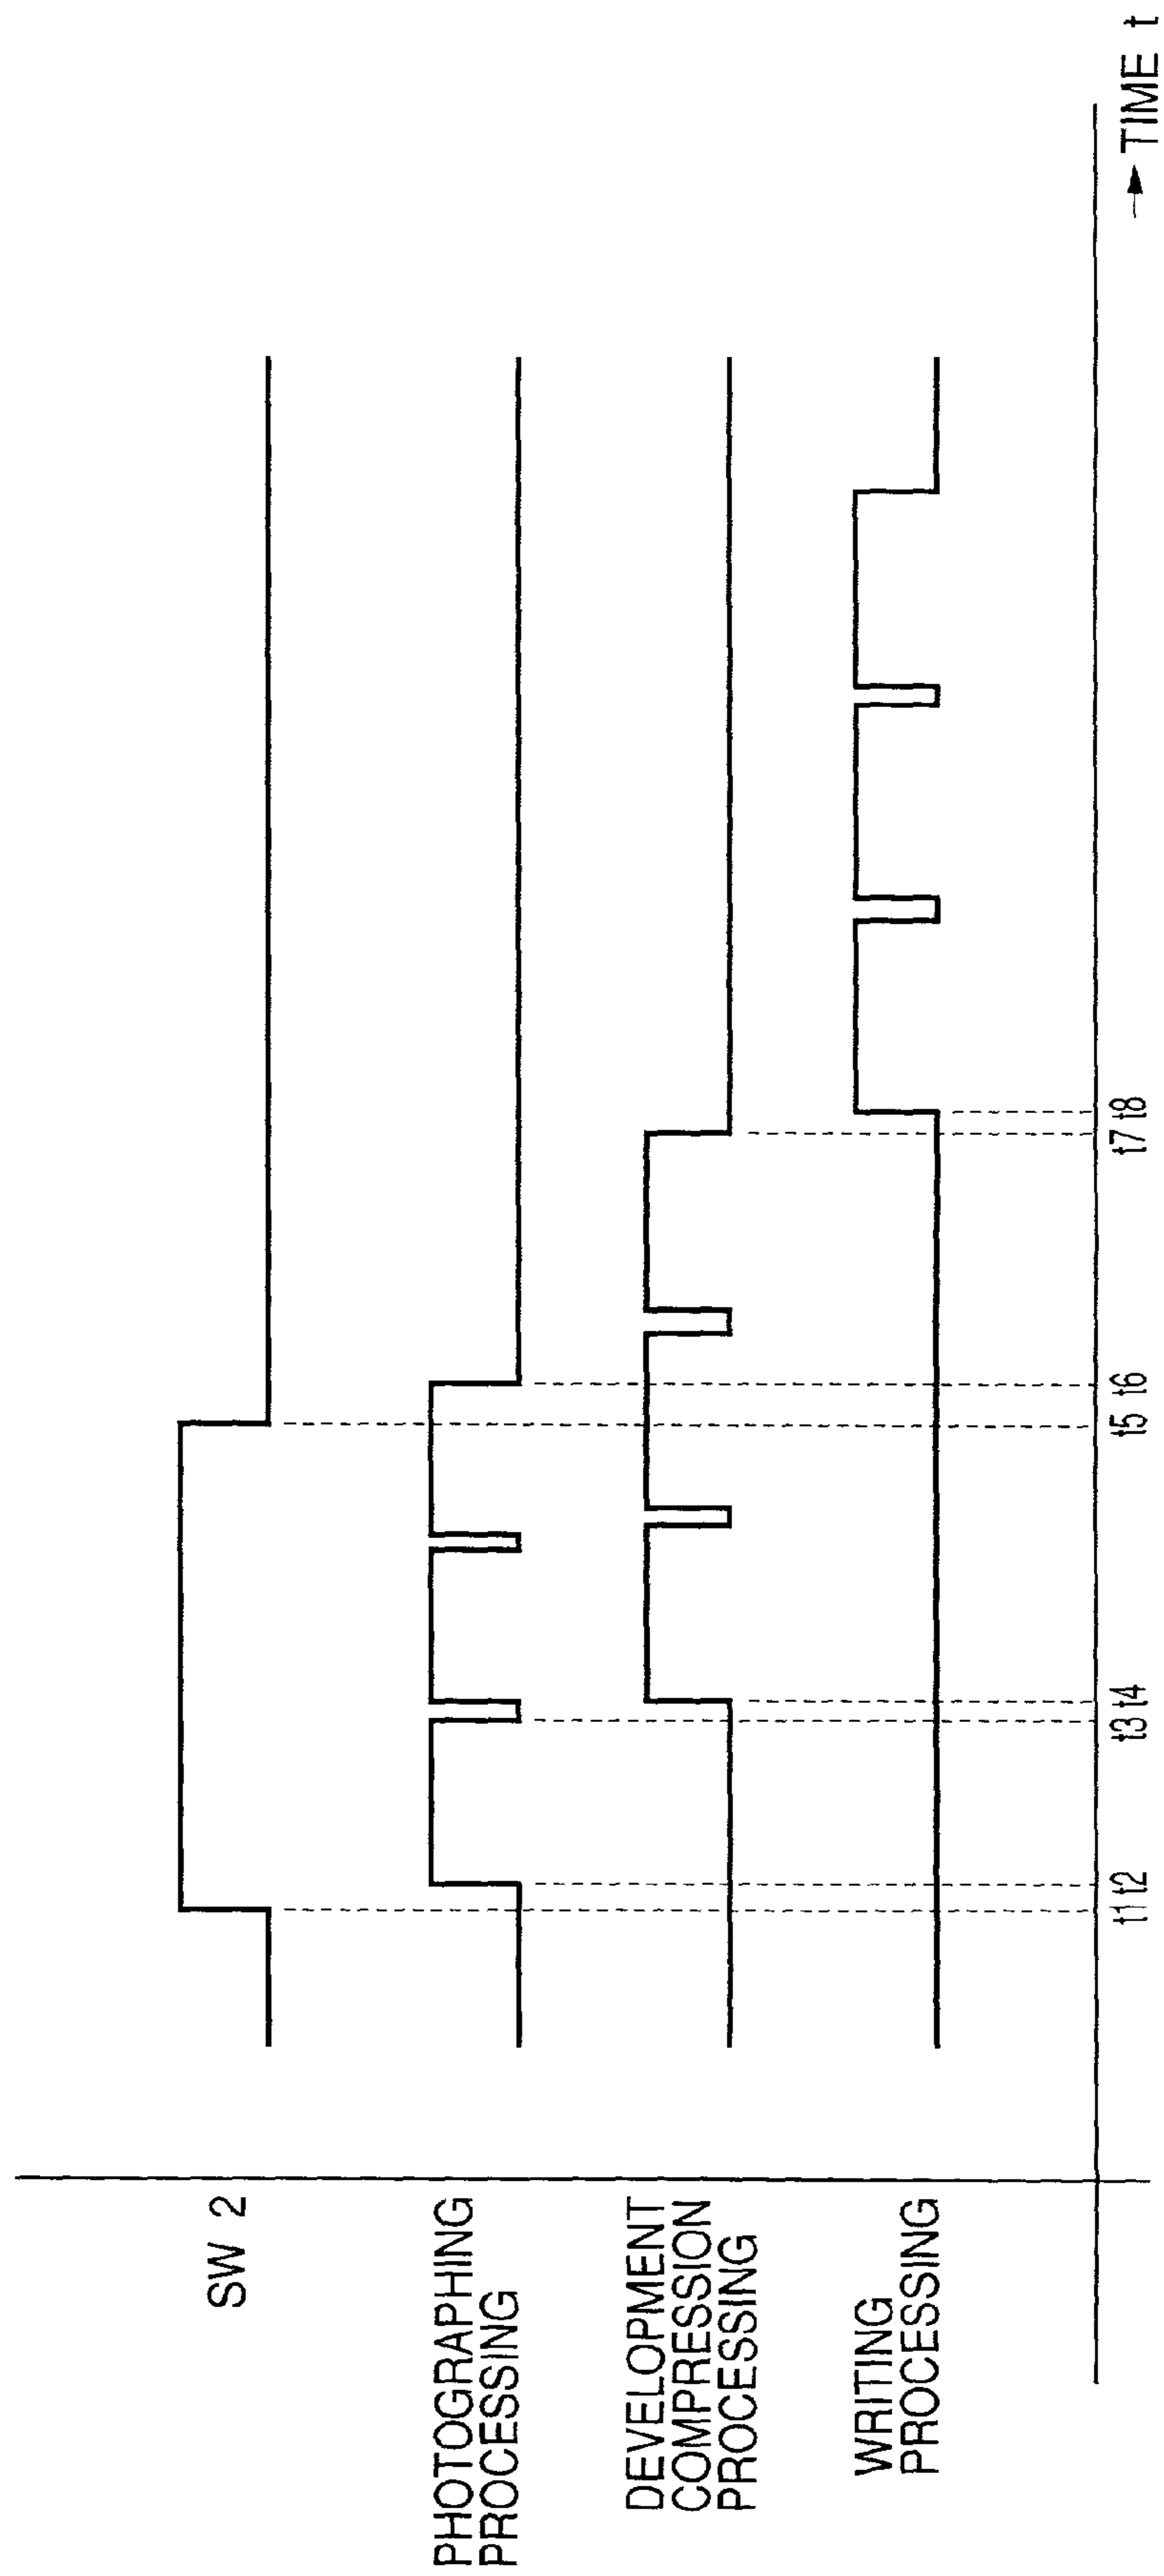 SW 2
PHOTOGRAPHING
PROCESSING
DEVELOPMENT
COMPRESSION
PROCESSING
WRITING
PROCESSING
t1 t2 t3 t4 t5 t6 t7 t8
TIME t